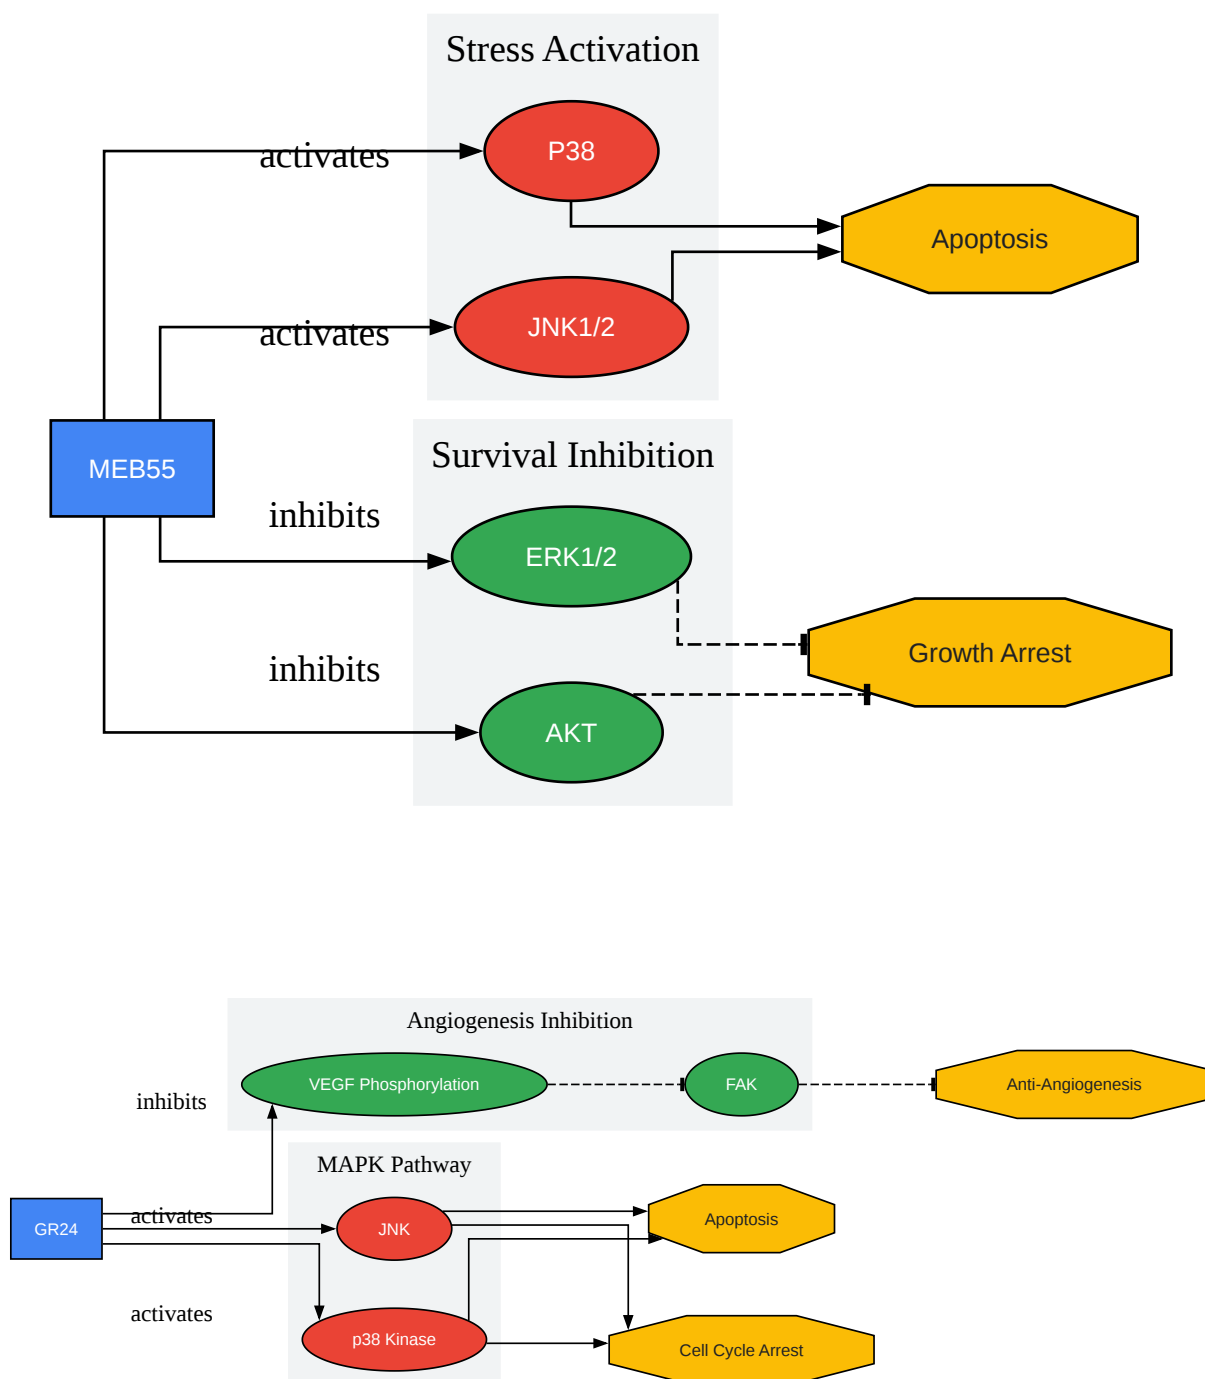 Stress Activation
P38
activates
Apoptosis
activates
JNK1/2
Survival Inhibition
MEB55
inhibits
ERK1/2
Growth Arrest
inhibits
AKT
Angiogenesis Inhibition
VEGF Phosphorylation
FAK
Anti-Angiogenesis
inhibits
MAPK Pathway
activates
Apoptosis
GR24
JNK
activates
p38 Kinase
Cell Cycle Arrest